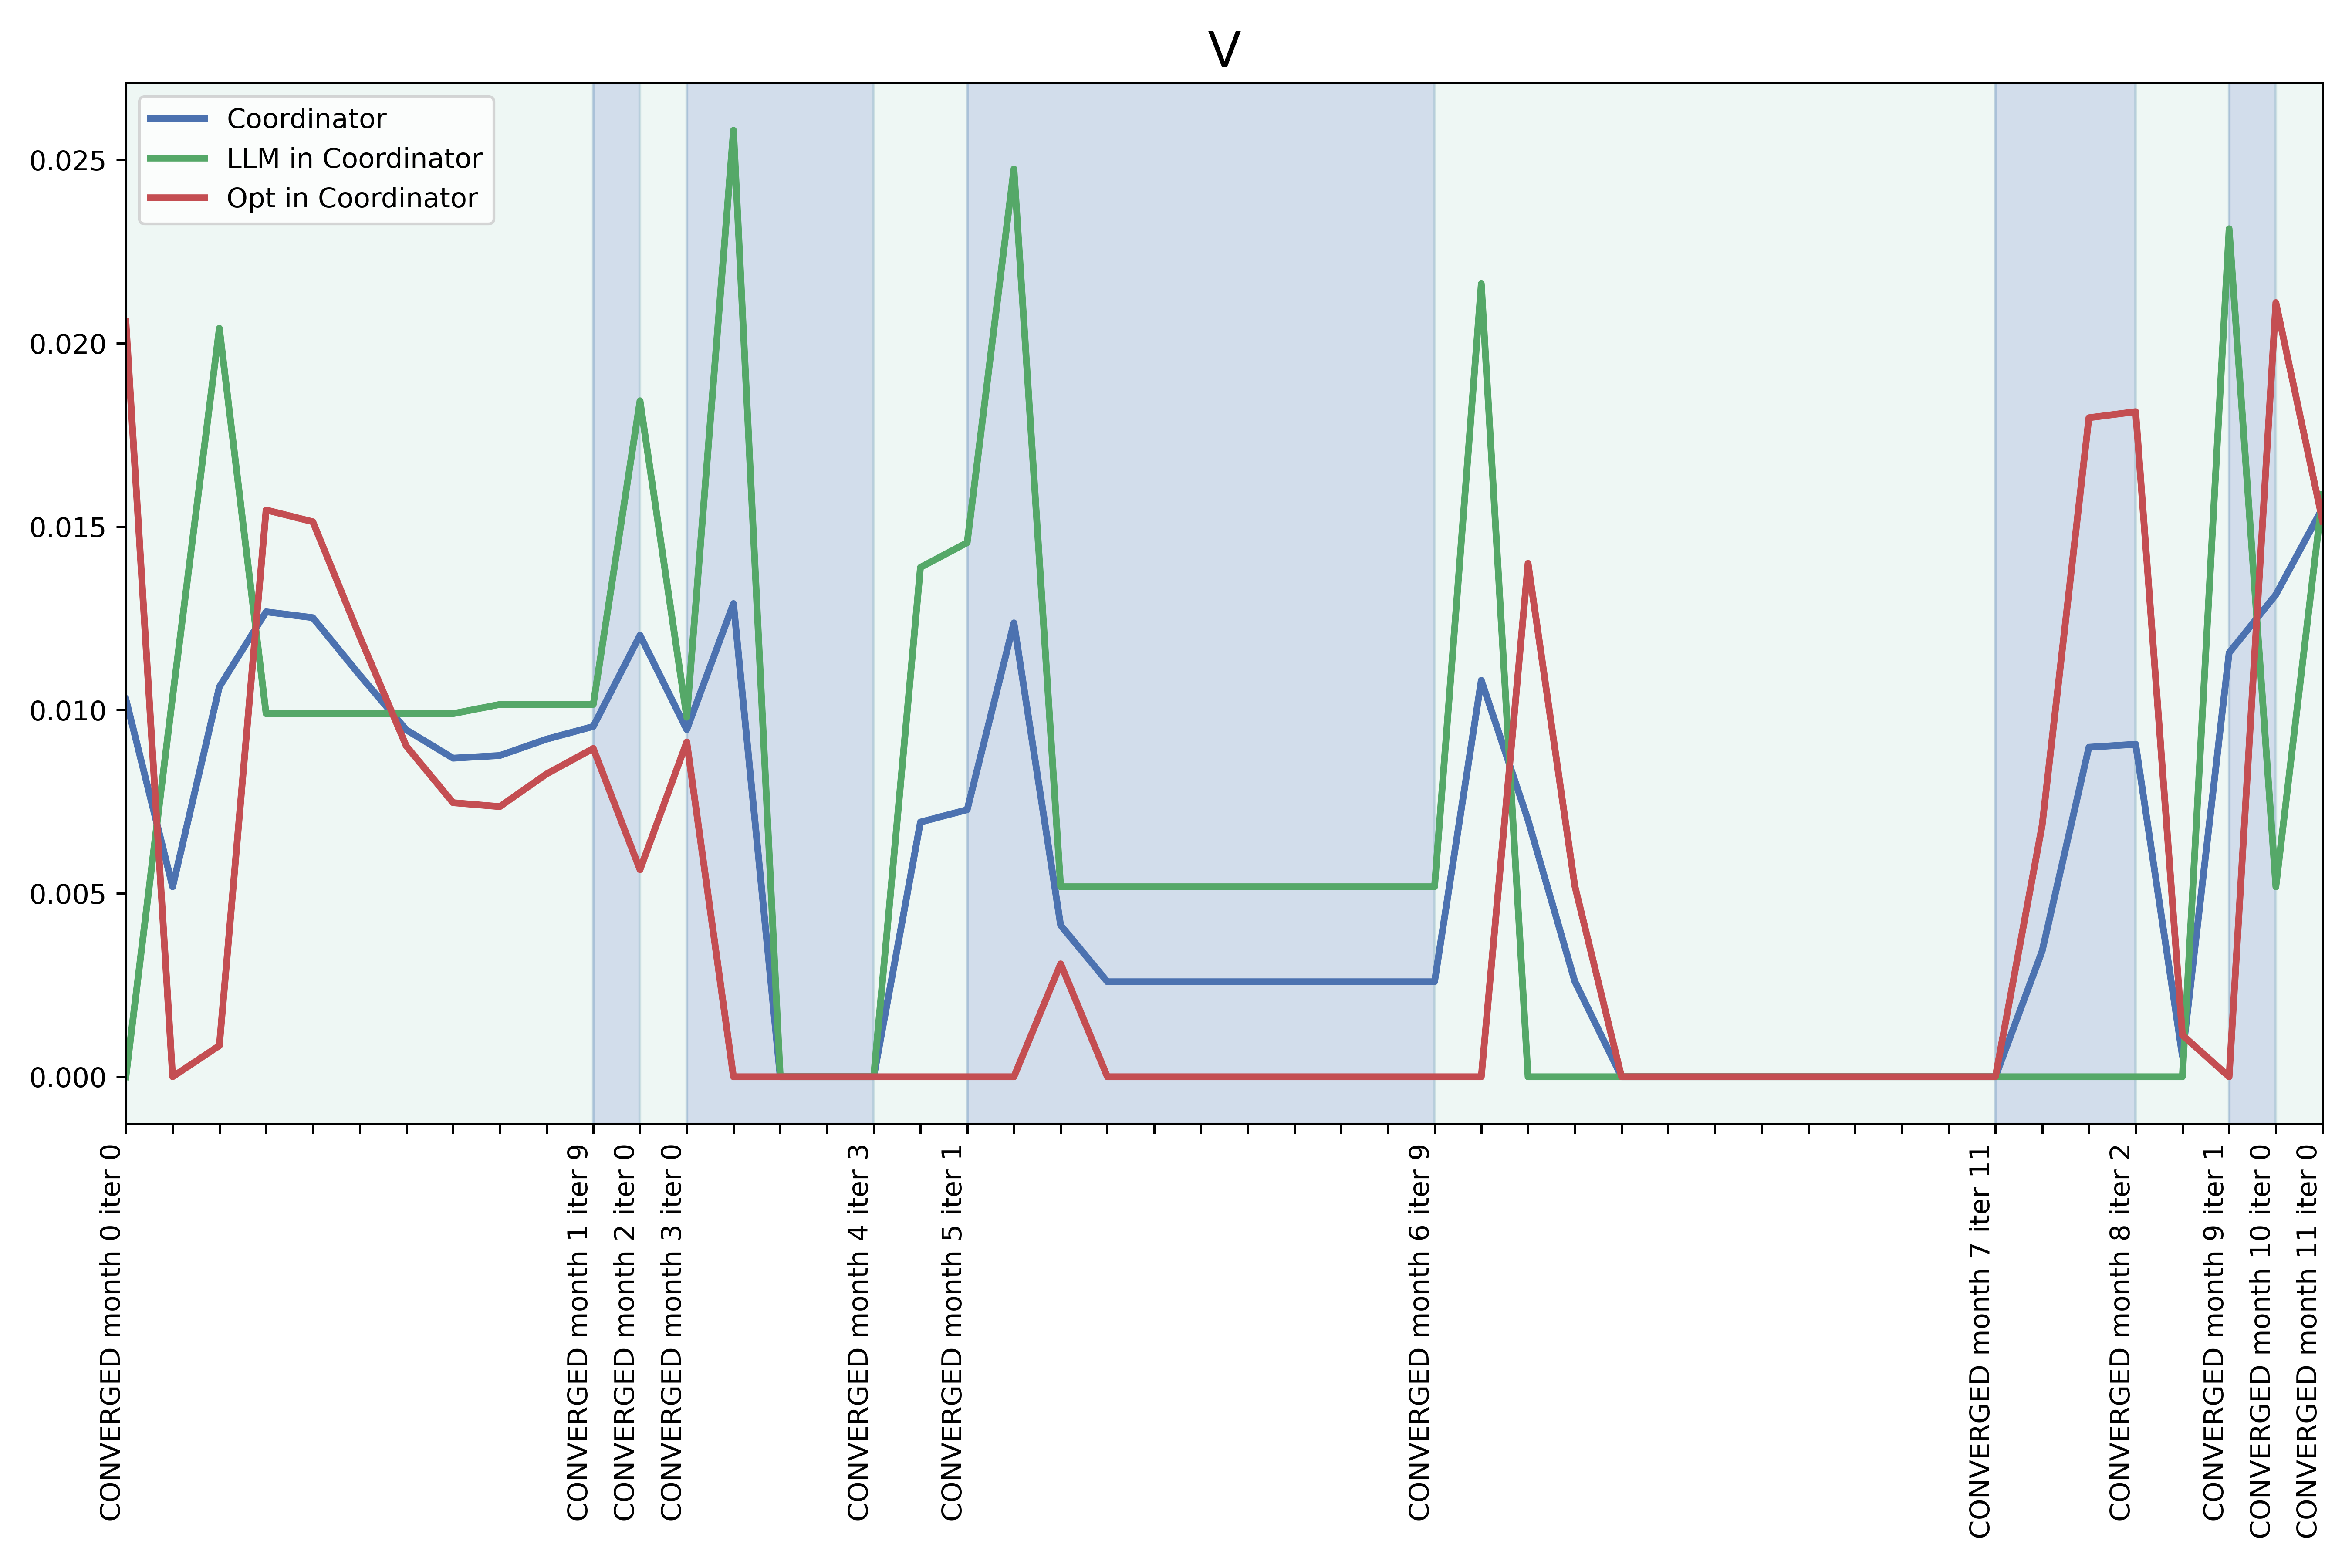 V
Coordinator
LLM in Coordinator
Opt in Coordinator
0.025
0.020
0.015
0.010
0.005
0.000
CONVERGED month 0 iter 0
CONVERGED month 1 iter 9
CONVERGED month 2 iter 0
CONVERGED month 3 iter 0
CONVERGED month 4 iter 3
CONVERGED month 5 iter 1
CONVERGED month 6 iter 9
CONVERGED month 7 iter 11
CONVERGED month 8 iter 2
CONVERGED month 9 iter 1
CONVERGED month 10 iter 0
CONVERGED month 11 iter 0